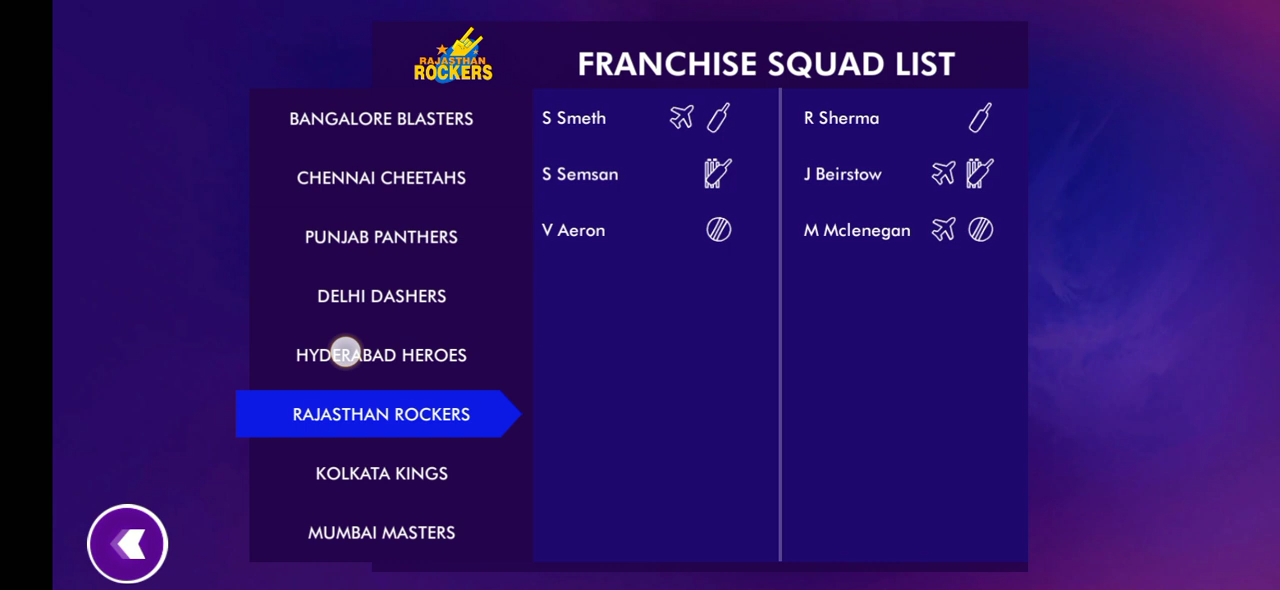 RAJASTHAN
ROCKERS
FRANCHISE SQUAD LIST
BANGALORE BLASTERS
CHENNAI CHEETAHS
PUNJAB PANTHERS
DELHI DASHERS
HYDERABAD HEROES
RAJASTHAN ROCKERS
KOLKATA KINGS
MUMBAI MASTERS
S Smeth
S Semsan
V Aeron
R Sherma
J Beirstow
M Mclenegan